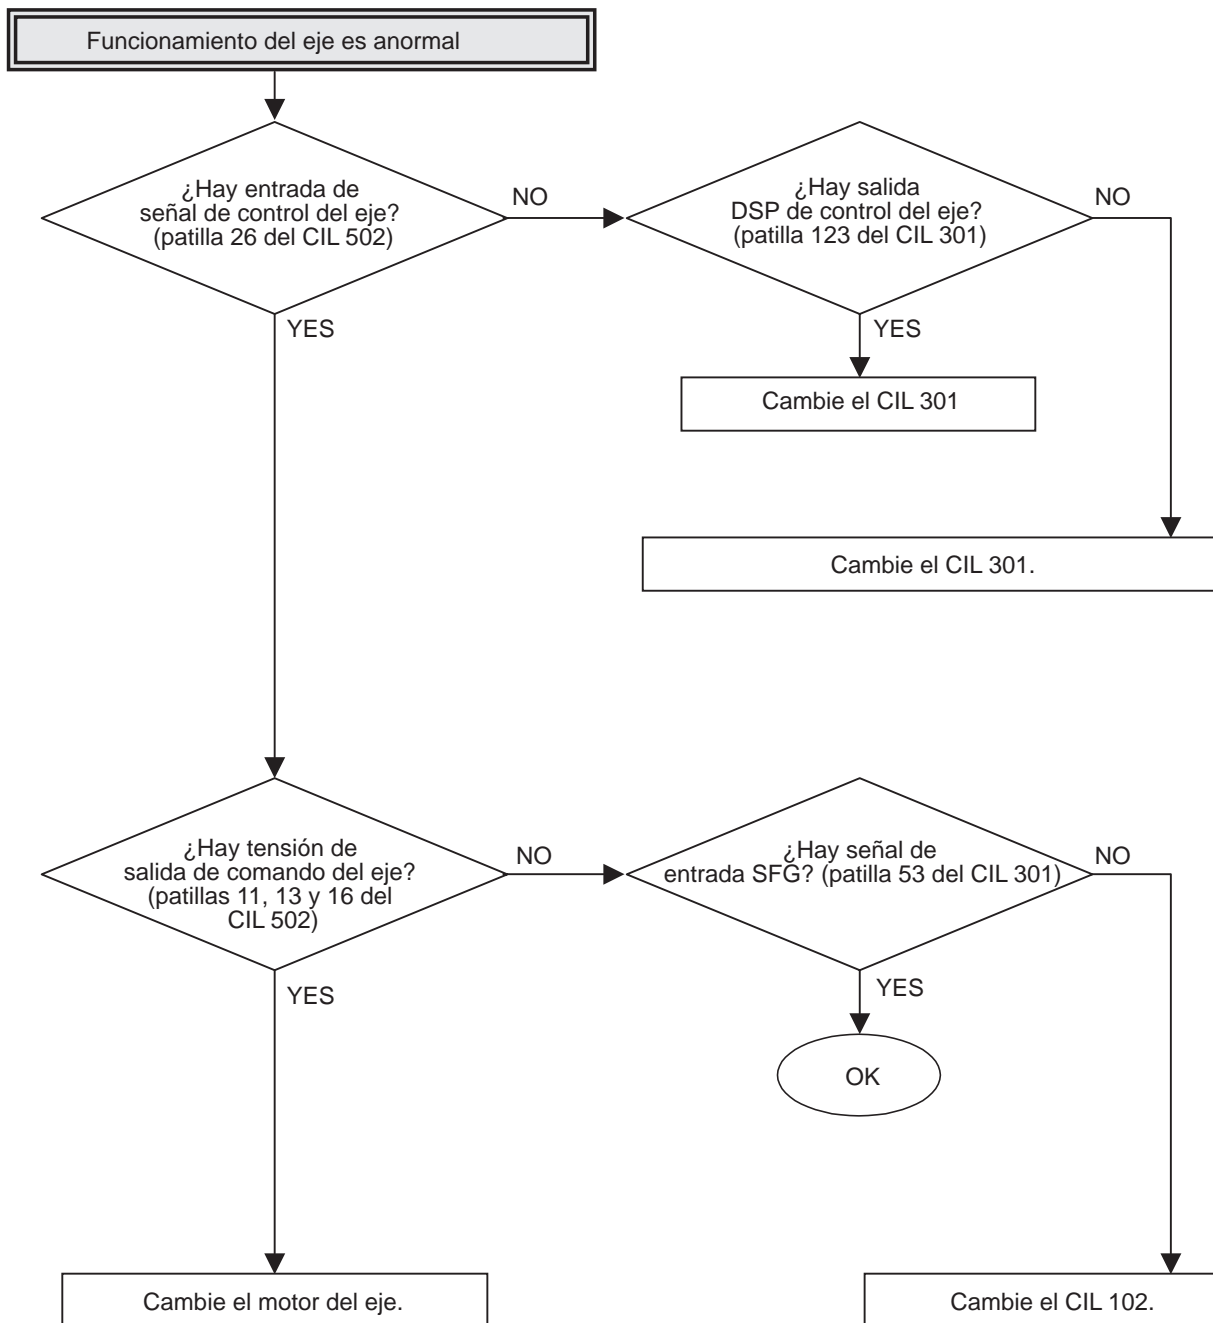 Funcionamiento del eje es anormal
¿Hay entrada de
señal de control del eje?
(patilla 26 del CIL 502)
NO
¿Hay salida
DSP de control del eje?
(patilla 123 del CIL 301)
NO
YES
YES
Cambie el CIL 301
Cambie el CIL 301.
¿Hay tensión de
salida de comando del eje?
(patillas 11, 13 y 16 del
CIL 502)
NO
¿Hay señal de
entrada SFG? (patilla 53 del CIL 301)
NO
YES
YES
OK
Cambie el motor del eje.
Cambie el CIL 102.